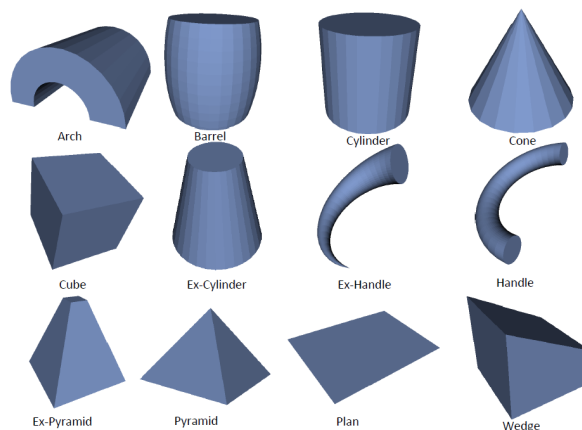 Arch
Barrel
Cylinder
Cone
Cube
Ex-Cylinder
Ex-Handle
Handle
Ex-Pyramid
Pyramid
Plan
Wedge